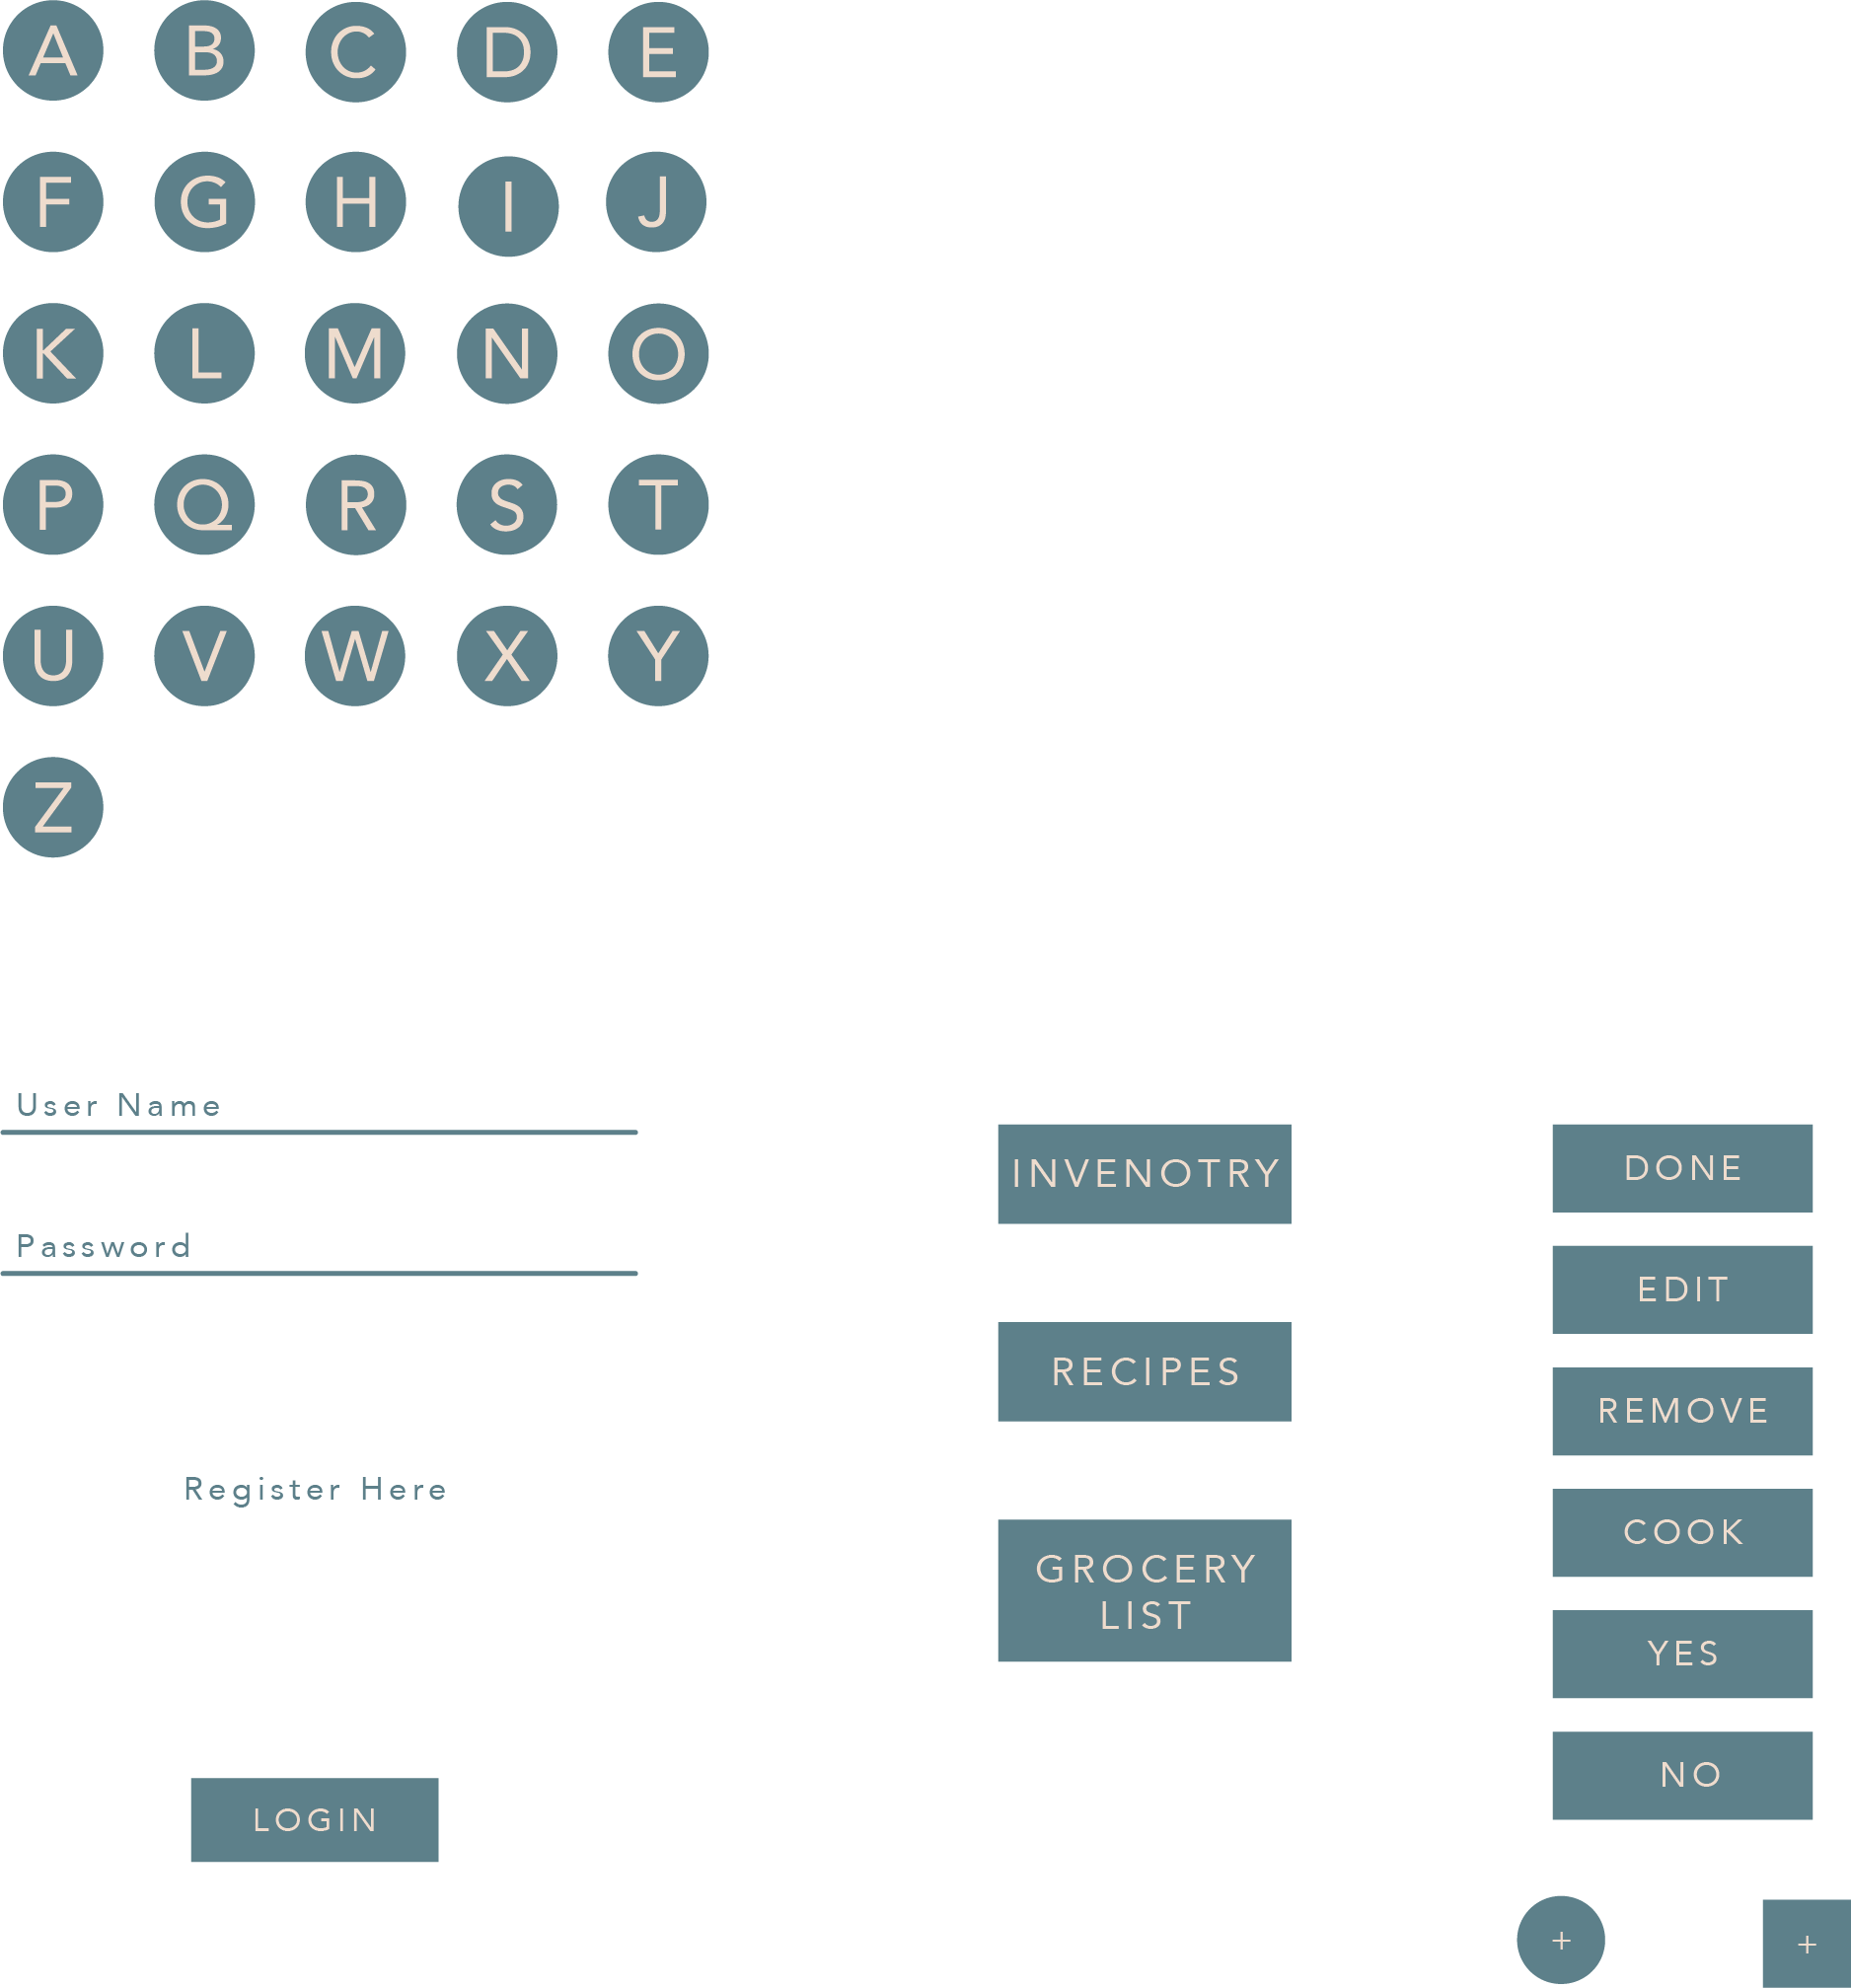 A B C D E
F G H I J
K L M N O
P Q R S T
U V W X Y
Z
User Name
Password
Register Here
LOGIN
INVENOTRY
RECIPES
GROCERY
LIST
DONE
EDIT
REMOVE
COOK
YES
NO
+
+